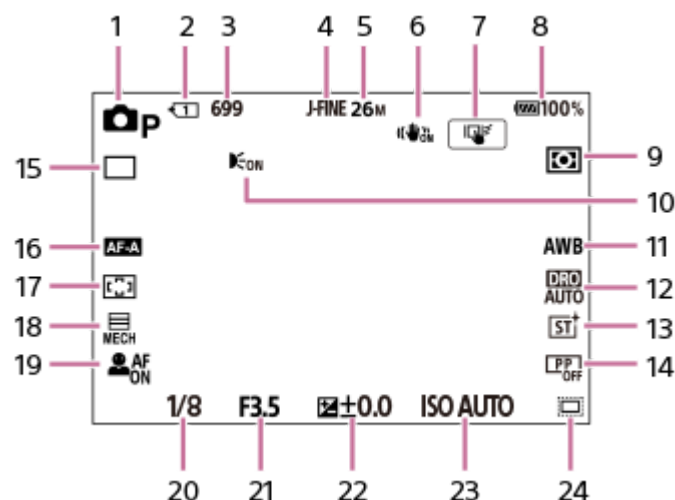 1 2 3 4 5 6 7 8
P 1 699 J-FINE 26M ON 100%
15 ON 9
10
16 AF-A AWB 11
17 DRO AUTO 12
18 MECH ST+ 13
19 AF ON PP OFF 14
1/8 F3.5 ±0.0 ISO AUTO
20 21 22 23 24